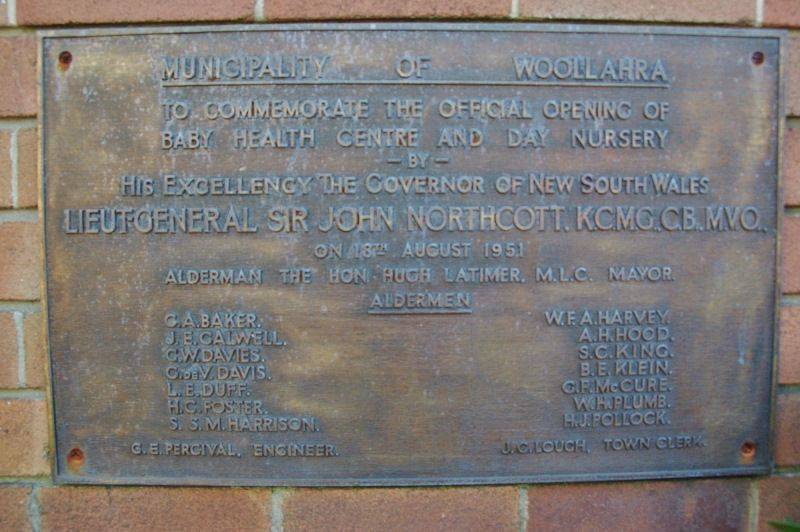 MUNICIPALITY OF WOOLLAHRA
TO COMMEMORATE THE OFFICIAL OPENING OF
BABY HEALTH CENTRE AND DAY NURSERY
- BY -
HIS EXCELLENCY THE GOVERNOR OF NEW SOUTH WALES
LIEUT-GENERAL SIR JOHN NORTHCOTT, K.C.M.G., C.B., M.V.O.,
ON 18TH AUGUST 1951
ALDERMAN THE HON. HUGH LATIMER, M.L.C. MAYOR.
ALDERMEN
C.A. BAKER. W.F.A. HARVEY.
J.E. CALWELL. A.H. HOOD.
C.W. DAVIES. S.C. KING.
G. DE V. DAVIS. B.E. KLEIN.
L.E. DUFF. G.F. McCURE.
H.G. FOSTER. W.H. PLUMB.
S.S.M. HARRISON. H.J. POLLOCK.
G.E. PERCIVAL, ENGINEER. J.G. LOUGH, TOWN CLERK.